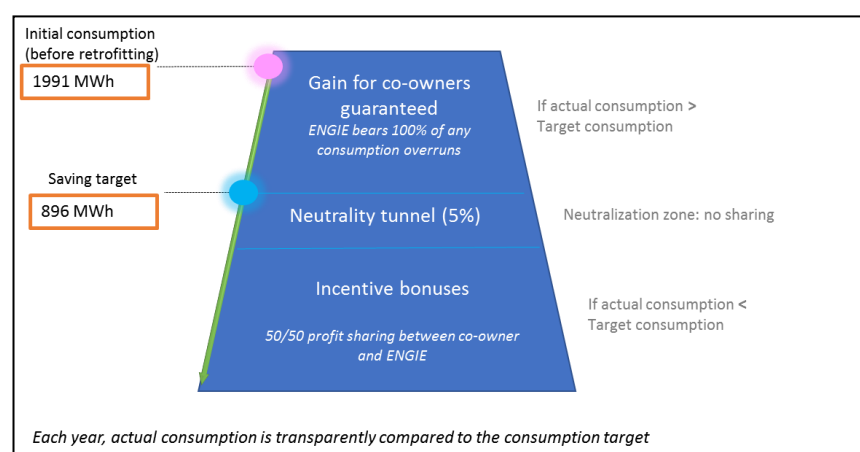 Initial consumption
(before retrofitting)
1991 MWh
Gain for co-owners
guaranteed
ENGIE bears 100% of any
consumption overruns
If actual consumption >
Target consumption
Saving target
896 MWh
Neutrality tunnel (5%)
Neutralization zone: no sharing
Incentive bonuses
50/50 profit sharing between co-owner
and ENGIE
If actual consumption <
Target consumption
Each year, actual consumption is transparently compared to the consumption target